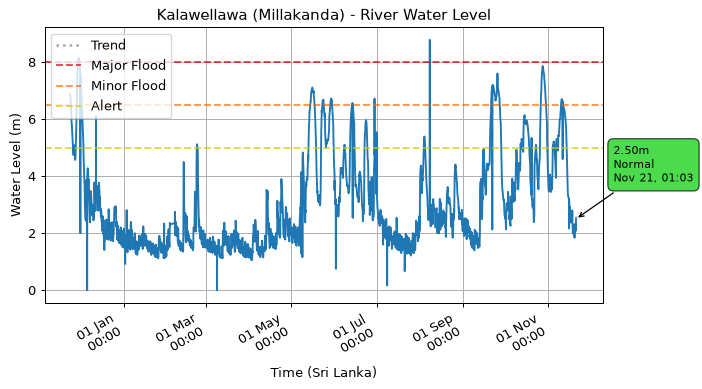 Kalawellawa (Millakanda) - River Water Level
Trend
Major Flood
Minor Flood
Alert
Water Level (m)
8
6
4
2
0
2.50m
Normal
Nov 21, 01:03
01 Jan
00:00
01 Mar
00:00
01 May
00:00
01 Jul
00:00
01 Sep
00:00
01 Nov
00:00
Time (Sri Lanka)